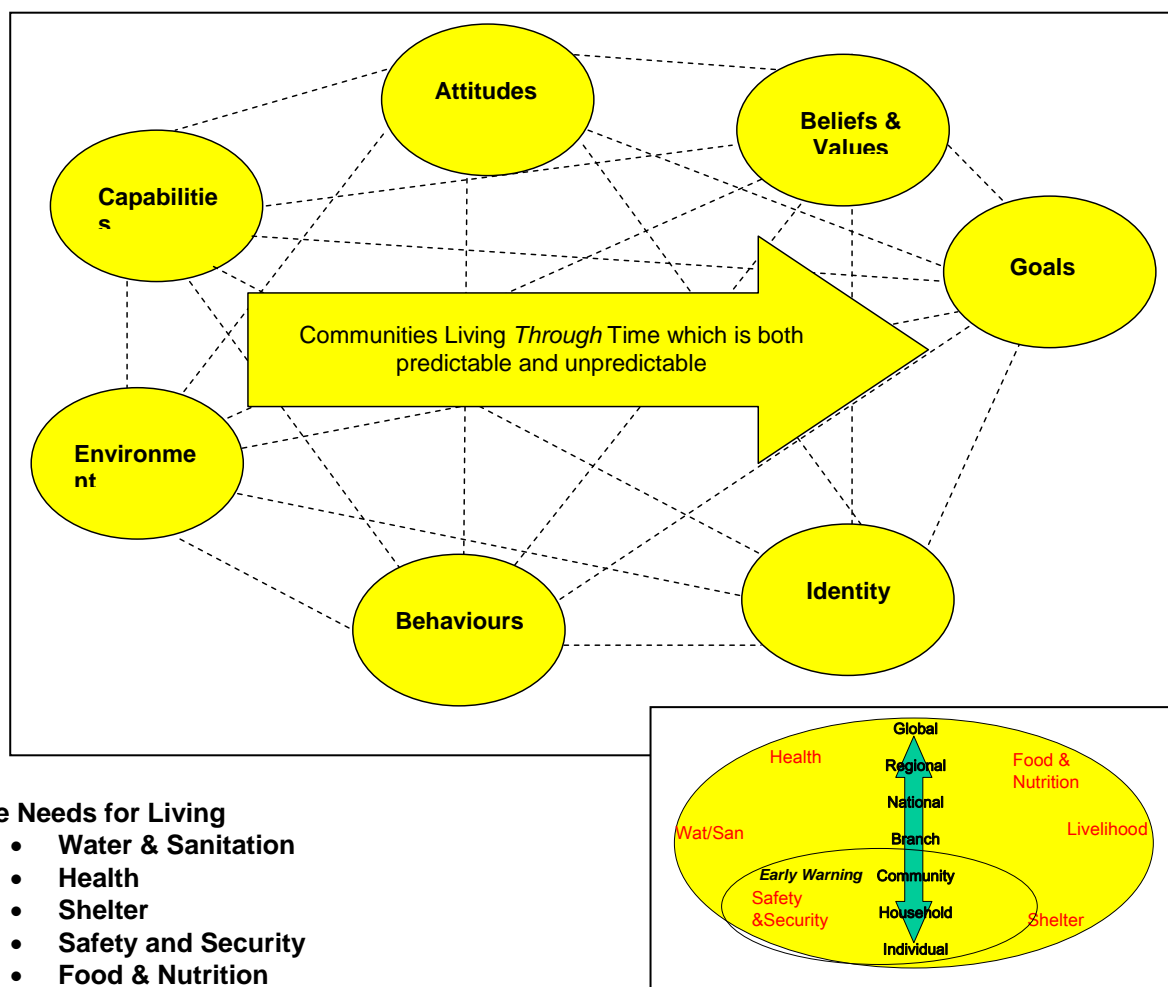 Attitudes
Beliefs &
Values
Capabilitie
s
Goals
Communities Living Through Time which is both
predictable and unpredictable
Environme
nt
Identity
Behaviours
Global
Health
Regional
Food &
Nutrition
National
Wat/San
Branch
Livelihood
Early Warning
Community
Safety
&Security
Household
Shelter
Individual
e Needs for Living
• Water & Sanitation
• Health
• Shelter
• Safety and Security
• Food & Nutrition